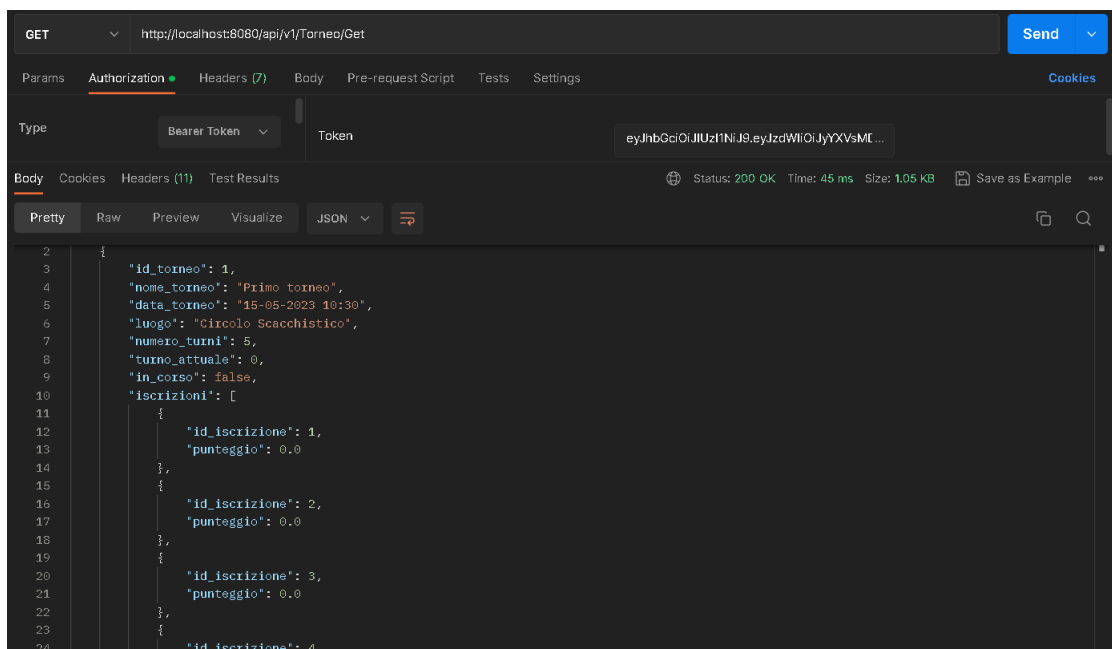 GET http://localhost:8080/api/v1/Torneo/Get Send
Params Authorization Headers (7) Body Pre-request Script Tests Settings Cookies
Type Bearer Token Token eyJhbGciOiJIUzI1NiJ9.eyJzdWIiOiJyYXVsMD...
Body Cookies Headers (11) Test Results Status: 200 OK Time: 45 ms Size: 1.05 KB Save as Example
Pretty Raw Preview Visualize JSON
2 {
3 "id_torneo": 1,
4 "nome_torneo": "Primo torneo",
5 "data_torneo": "15-05-2023 10:30",
6 "luogo": "Circolo Scacchistico",
7 "numero_turni": 5,
8 "turno_attuale": 0,
9 "in_corso": false,
10 "iscrizioni": [
11 {
12 "id_iscrizione": 1,
13 "punteggio": 0.0
14 },
15 {
16 "id_iscrizione": 2,
17 "punteggio": 0.0
18 },
19 {
20 "id_iscrizione": 3,
21 "punteggio": 0.0
22 },
23 {
24 "id_iscrizione": 4